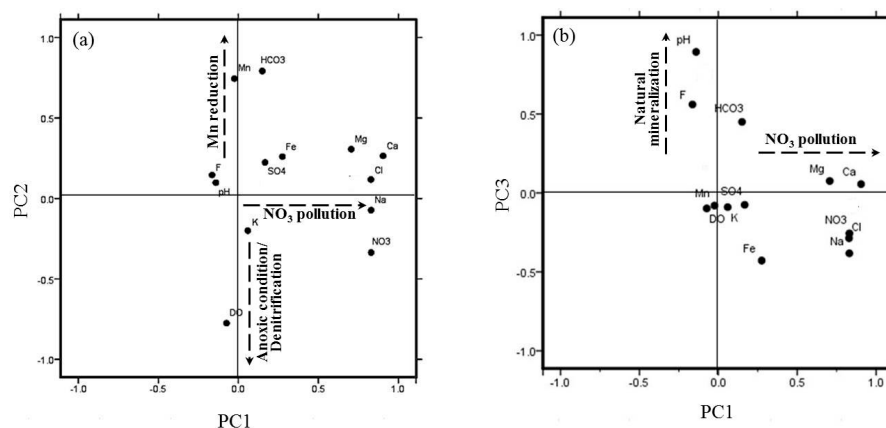 (a)
1.0
0.5
0.0
-0.5
-1.0
PC2
Mn reduction
Mn
HCO3
Fe
SO4
Mg
Ca
Cl
F
pH
Na
NO3 pollution
K
NO3
DO
Anoxic condition/
Denitrification
-1.0 -0.5 0.0 0.5 1.0
PC1
(b)
1.0
0.5
0.0
-0.5
-1.0
PC3
Natural
mineralization
pH
F
HCO3
NO3 pollution
Mg
Ca
Mn
SO4
DO
K
NO3
Cl
Na
Fe
-1.0 -0.5 0.0 0.5 1.0
PC1